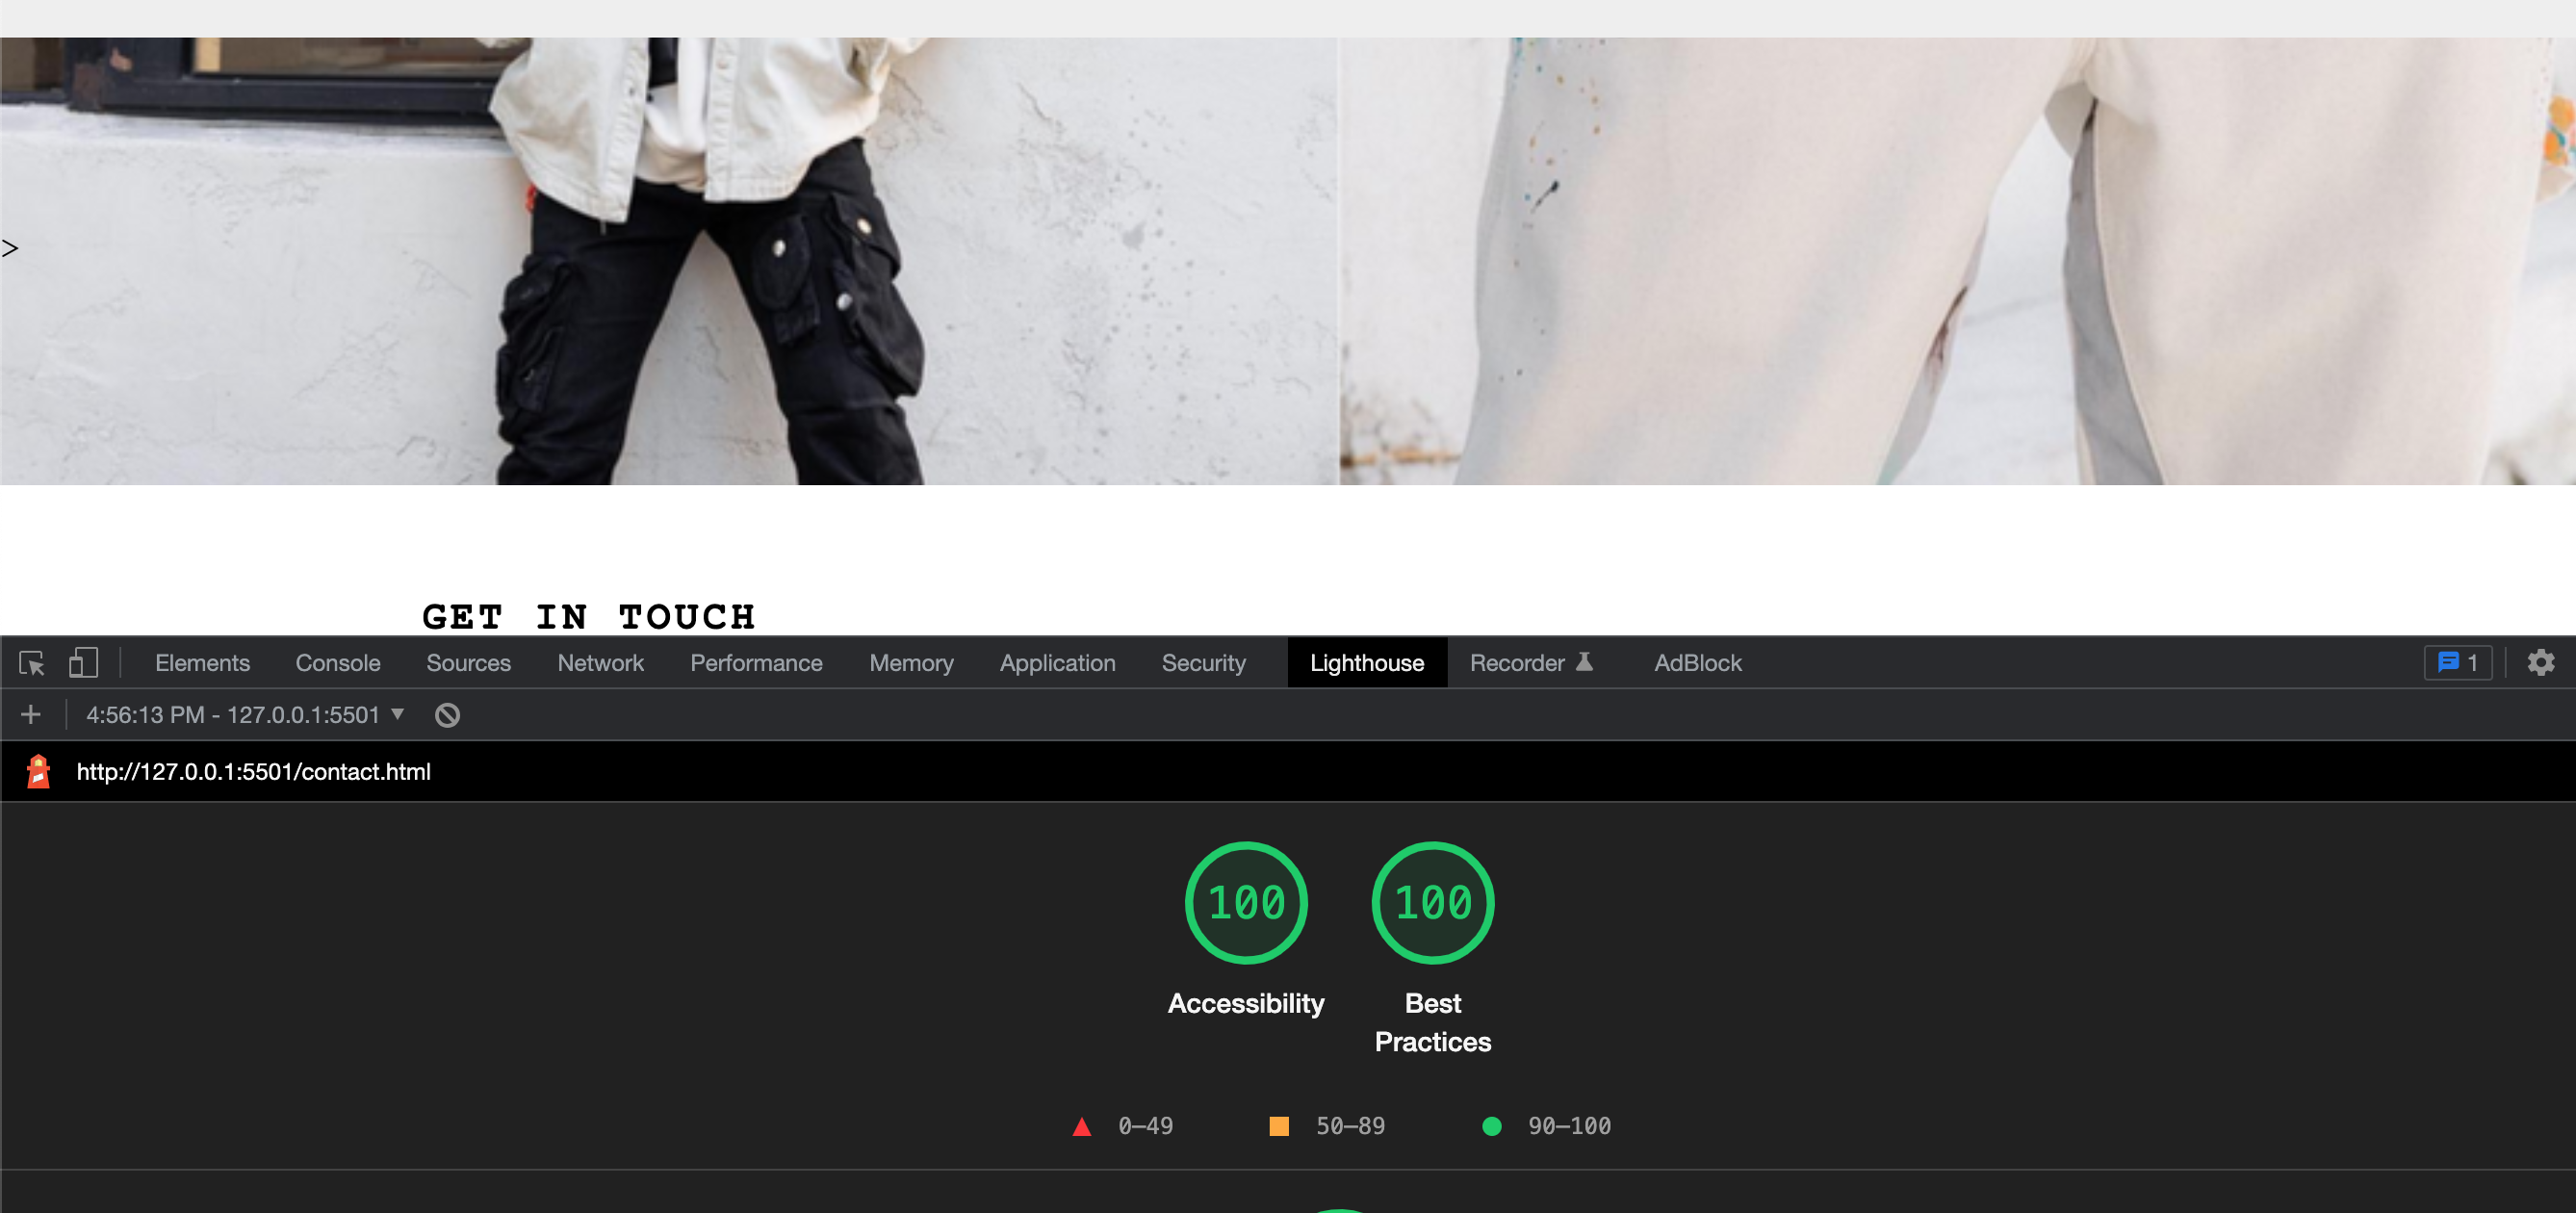 >
GET IN TOUCH
Elements Console Sources Network Performance Memory Application Security Lighthouse Recorder AdBlock 1
4:56:13 PM - 127.0.0.1:5501
http://127.0.0.1:5501/contact.html
100 100
Accessibility Best Practices
0–49 50–89 90–100